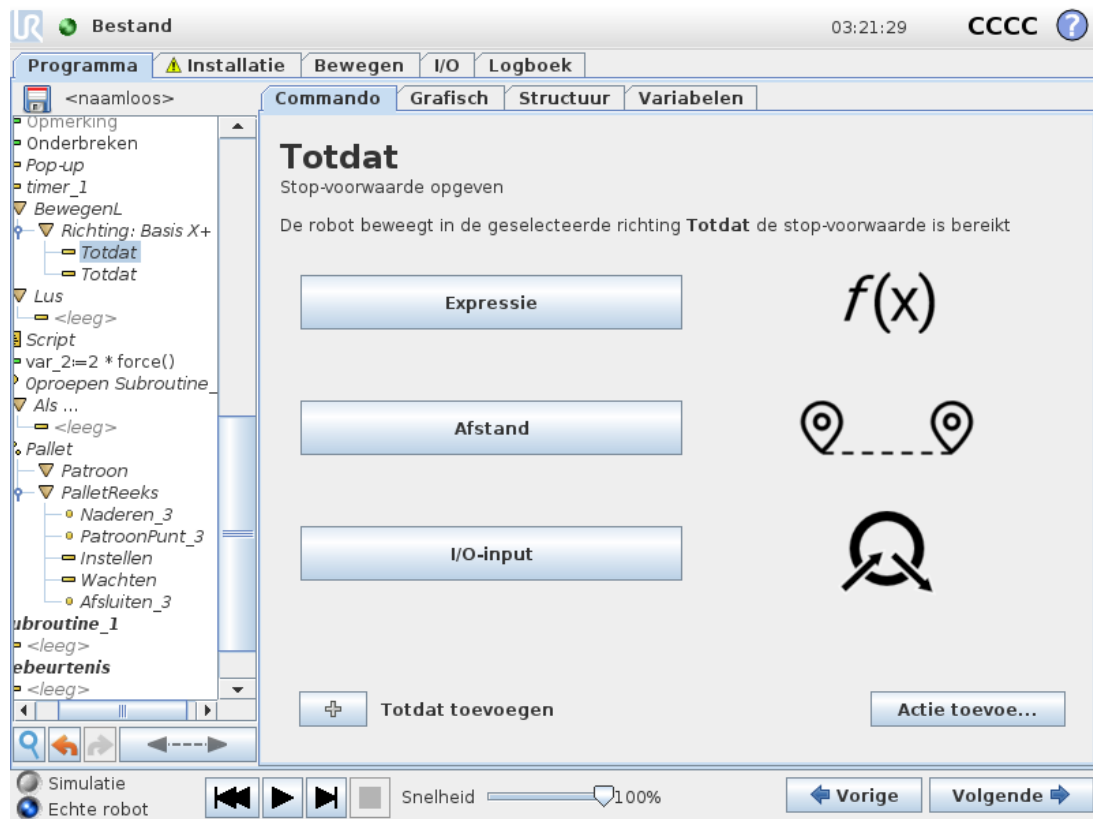 UR Bestand 03:21:29 CCCC ?
Programma Installatie Bewegen I/O Logboek
<naamloos>
Commando Grafisch Structuur Variabelen
Opmerking
Onderbreken
Pop-up
timer_1
BewegenL
Richting: Basis X+
Totdat
Totdat
Lus
<leeg>
Script
var_2:=2 * force()
Oproepen Subroutine_
Als ...
<leeg>
Pallet
Patroon
PalletReeks
Naderen_3
PatroonPunt_3
Instellen
Wachten
Afsluiten_3
ubroutine_1
<leeg>
ebeurtenis
<leeg>
Totdat
Stop-voorwaarde opgeven
De robot beweegt in de geselecteerde richting Totdat de stop-voorwaarde is bereikt
Expressie
f(x)
Afstand
I/O-input
Totdat toevoegen
Actie toevoe...
Simulatie
Echte robot
Snelheid 100%
Vorige
Volgende